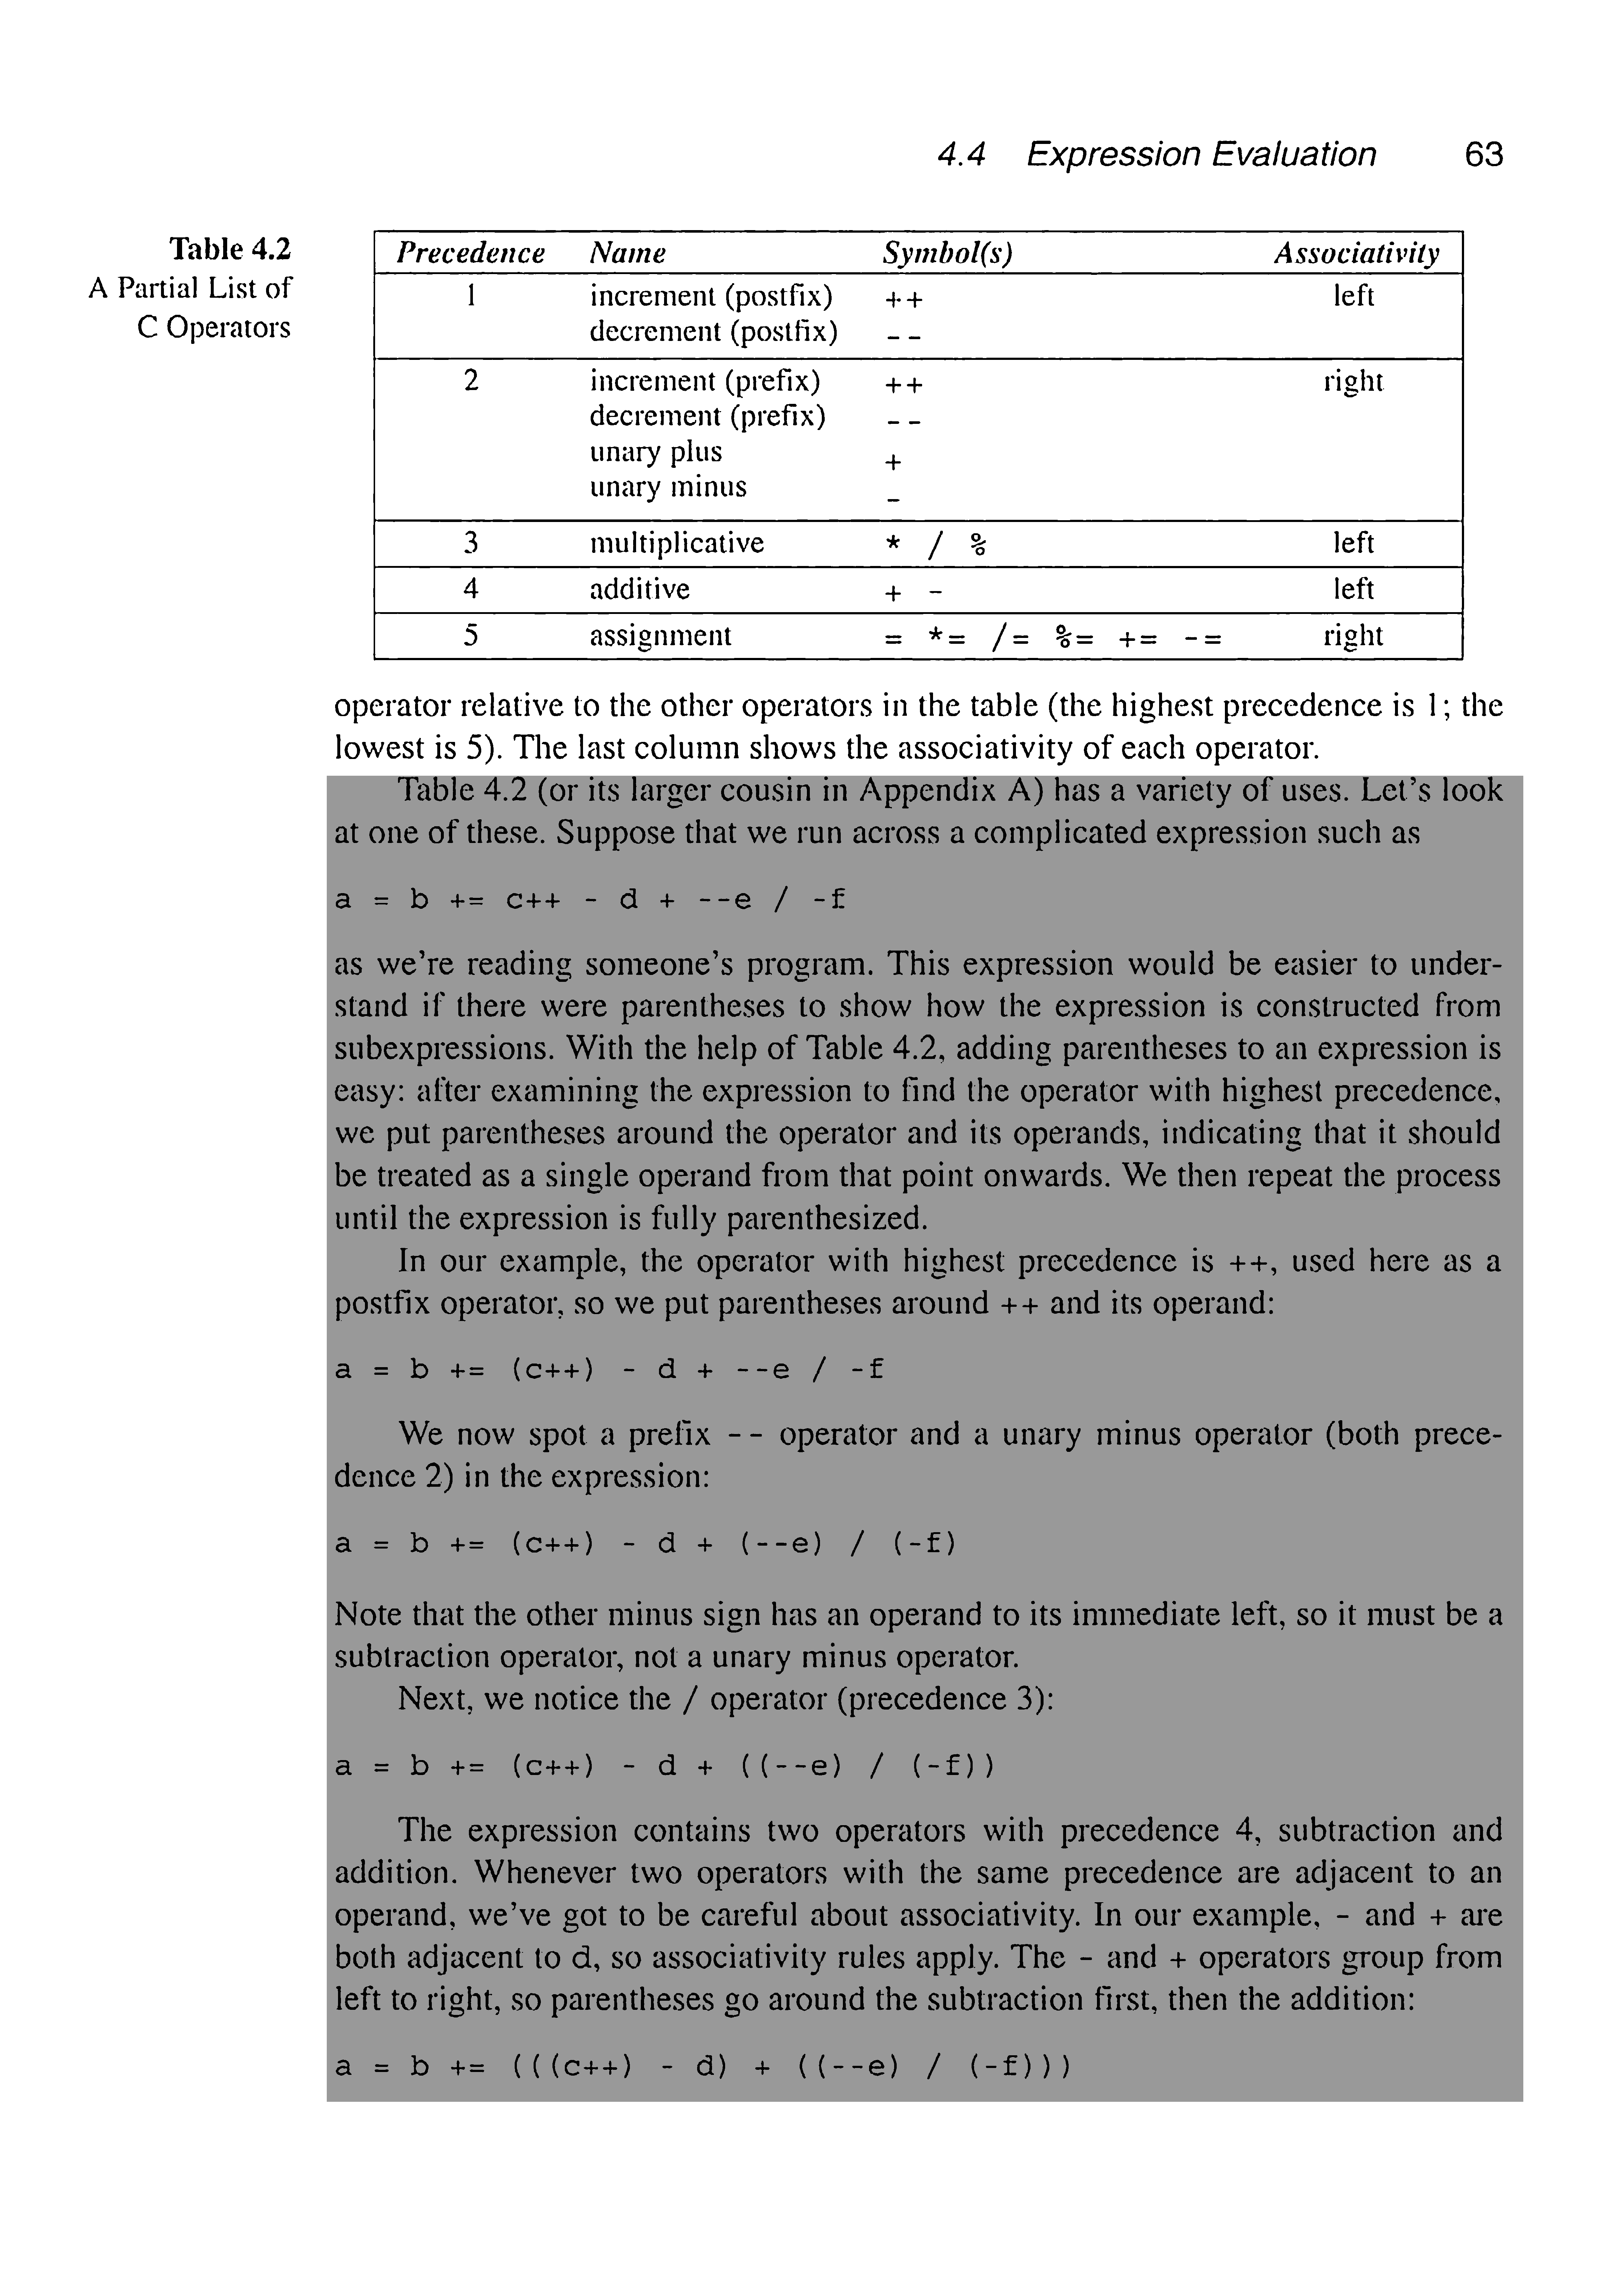 4.4 Expression Evaluation 63
Table 4.2
A Partial List of
C Operators
Precedence Name Symbol(s) Associativity
1 increment (postfix) ++ left
decrement (postfix) --
2 increment (prefix) ++ right
decrement (prefix) --
unary plus +
unary minus -
3 multiplicative * / % left
4 additive + - left
5 assignment = *= /= %= += -= right
operator relative to the other operators in the table (the highest precedence is 1; the
lowest is 5). The last column shows the associativity of each operator.
Table 4.2 (or its larger cousin in Appendix A) has a variety of uses. Let's look
at one of these. Suppose that we run across a complicated expression such as
a = b += c++ - d + --e / -f
as we're reading someone's program. This expression would be easier to under-
stand if there were parentheses to show how the expression is constructed from
subexpressions. With the help of Table 4.2, adding parentheses to an expression is
easy: after examining the expression to find the operator with highest precedence,
we put parentheses around the operator and its operands, indicating that it should
be treated as a single operand from that point onwards. We then repeat the process
until the expression is fully parenthesized.
In our example, the operator with highest precedence is ++, used here as a
postfix operator, so we put parentheses around ++ and its operand:
a = b += (c++) - d + --e / -f
We now spot a prefix -- operator and a unary minus operator (both prece-
dence 2) in the expression:
a = b += (c++) - d + (--e) / (-f)
Note that the other minus sign has an operand to its immediate left, so it must be a
subtraction operator, not a unary minus operator.
Next, we notice the / operator (precedence 3):
a = b += (c++) - d + ((--e) / (-f))
The expression contains two operators with precedence 4, subtraction and
addition. Whenever two operators with the same precedence are adjacent to an
operand, we've got to be careful about associativity. In our example, - and + are
both adjacent to d, so associativity rules apply. The - and + operators group from
left to right, so parentheses go around the subtraction first, then the addition:
a = b += (((c++) - d) + ((--e) / (-f)))